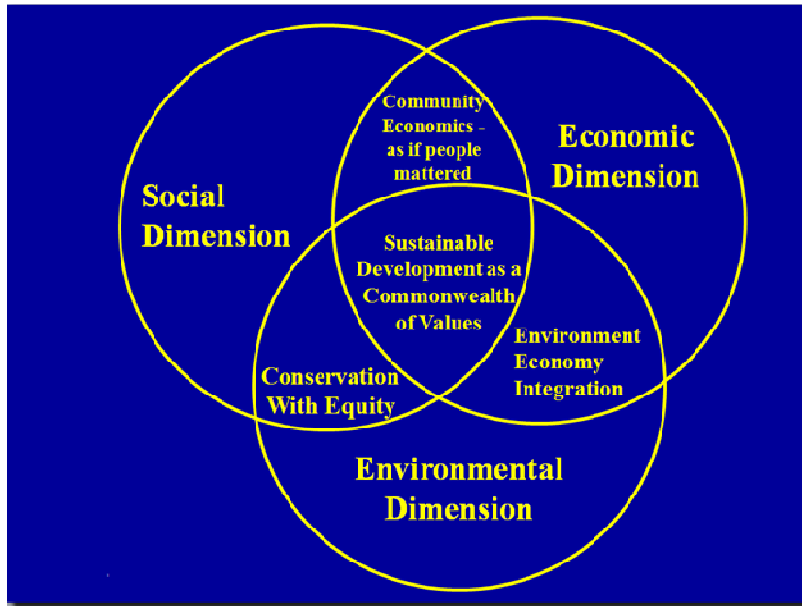 Community
Economics -
as if people
mattered
Economic
Dimension
Social
Dimension
Sustainable
Development as a
Commonwealth
of Values
Environment
Economy
Integration
Conservation
With Equity
Environmental
Dimension